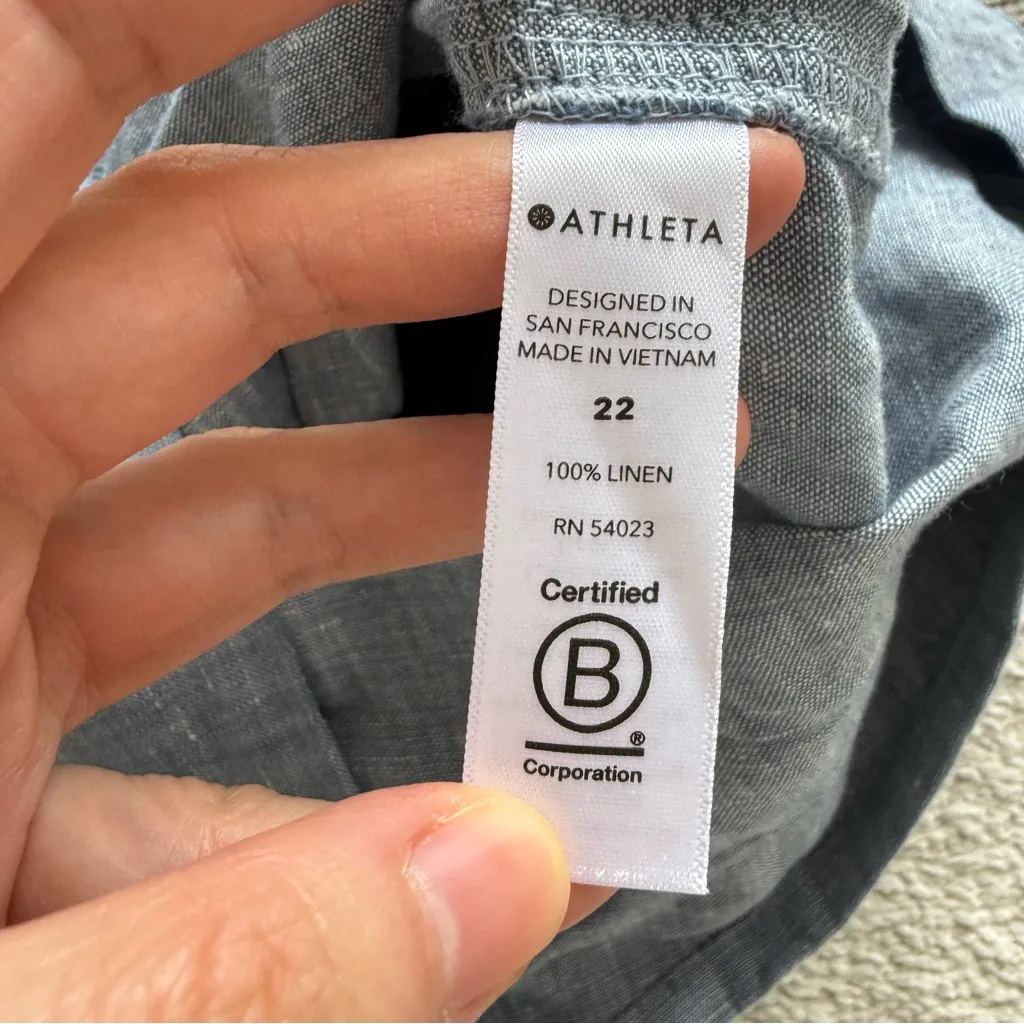 ATHLETA
DESIGNED IN
SAN FRANCISCO
MADE IN VIETNAM
22
100% LINEN
RN 54023
Certified
B
®
Corporation